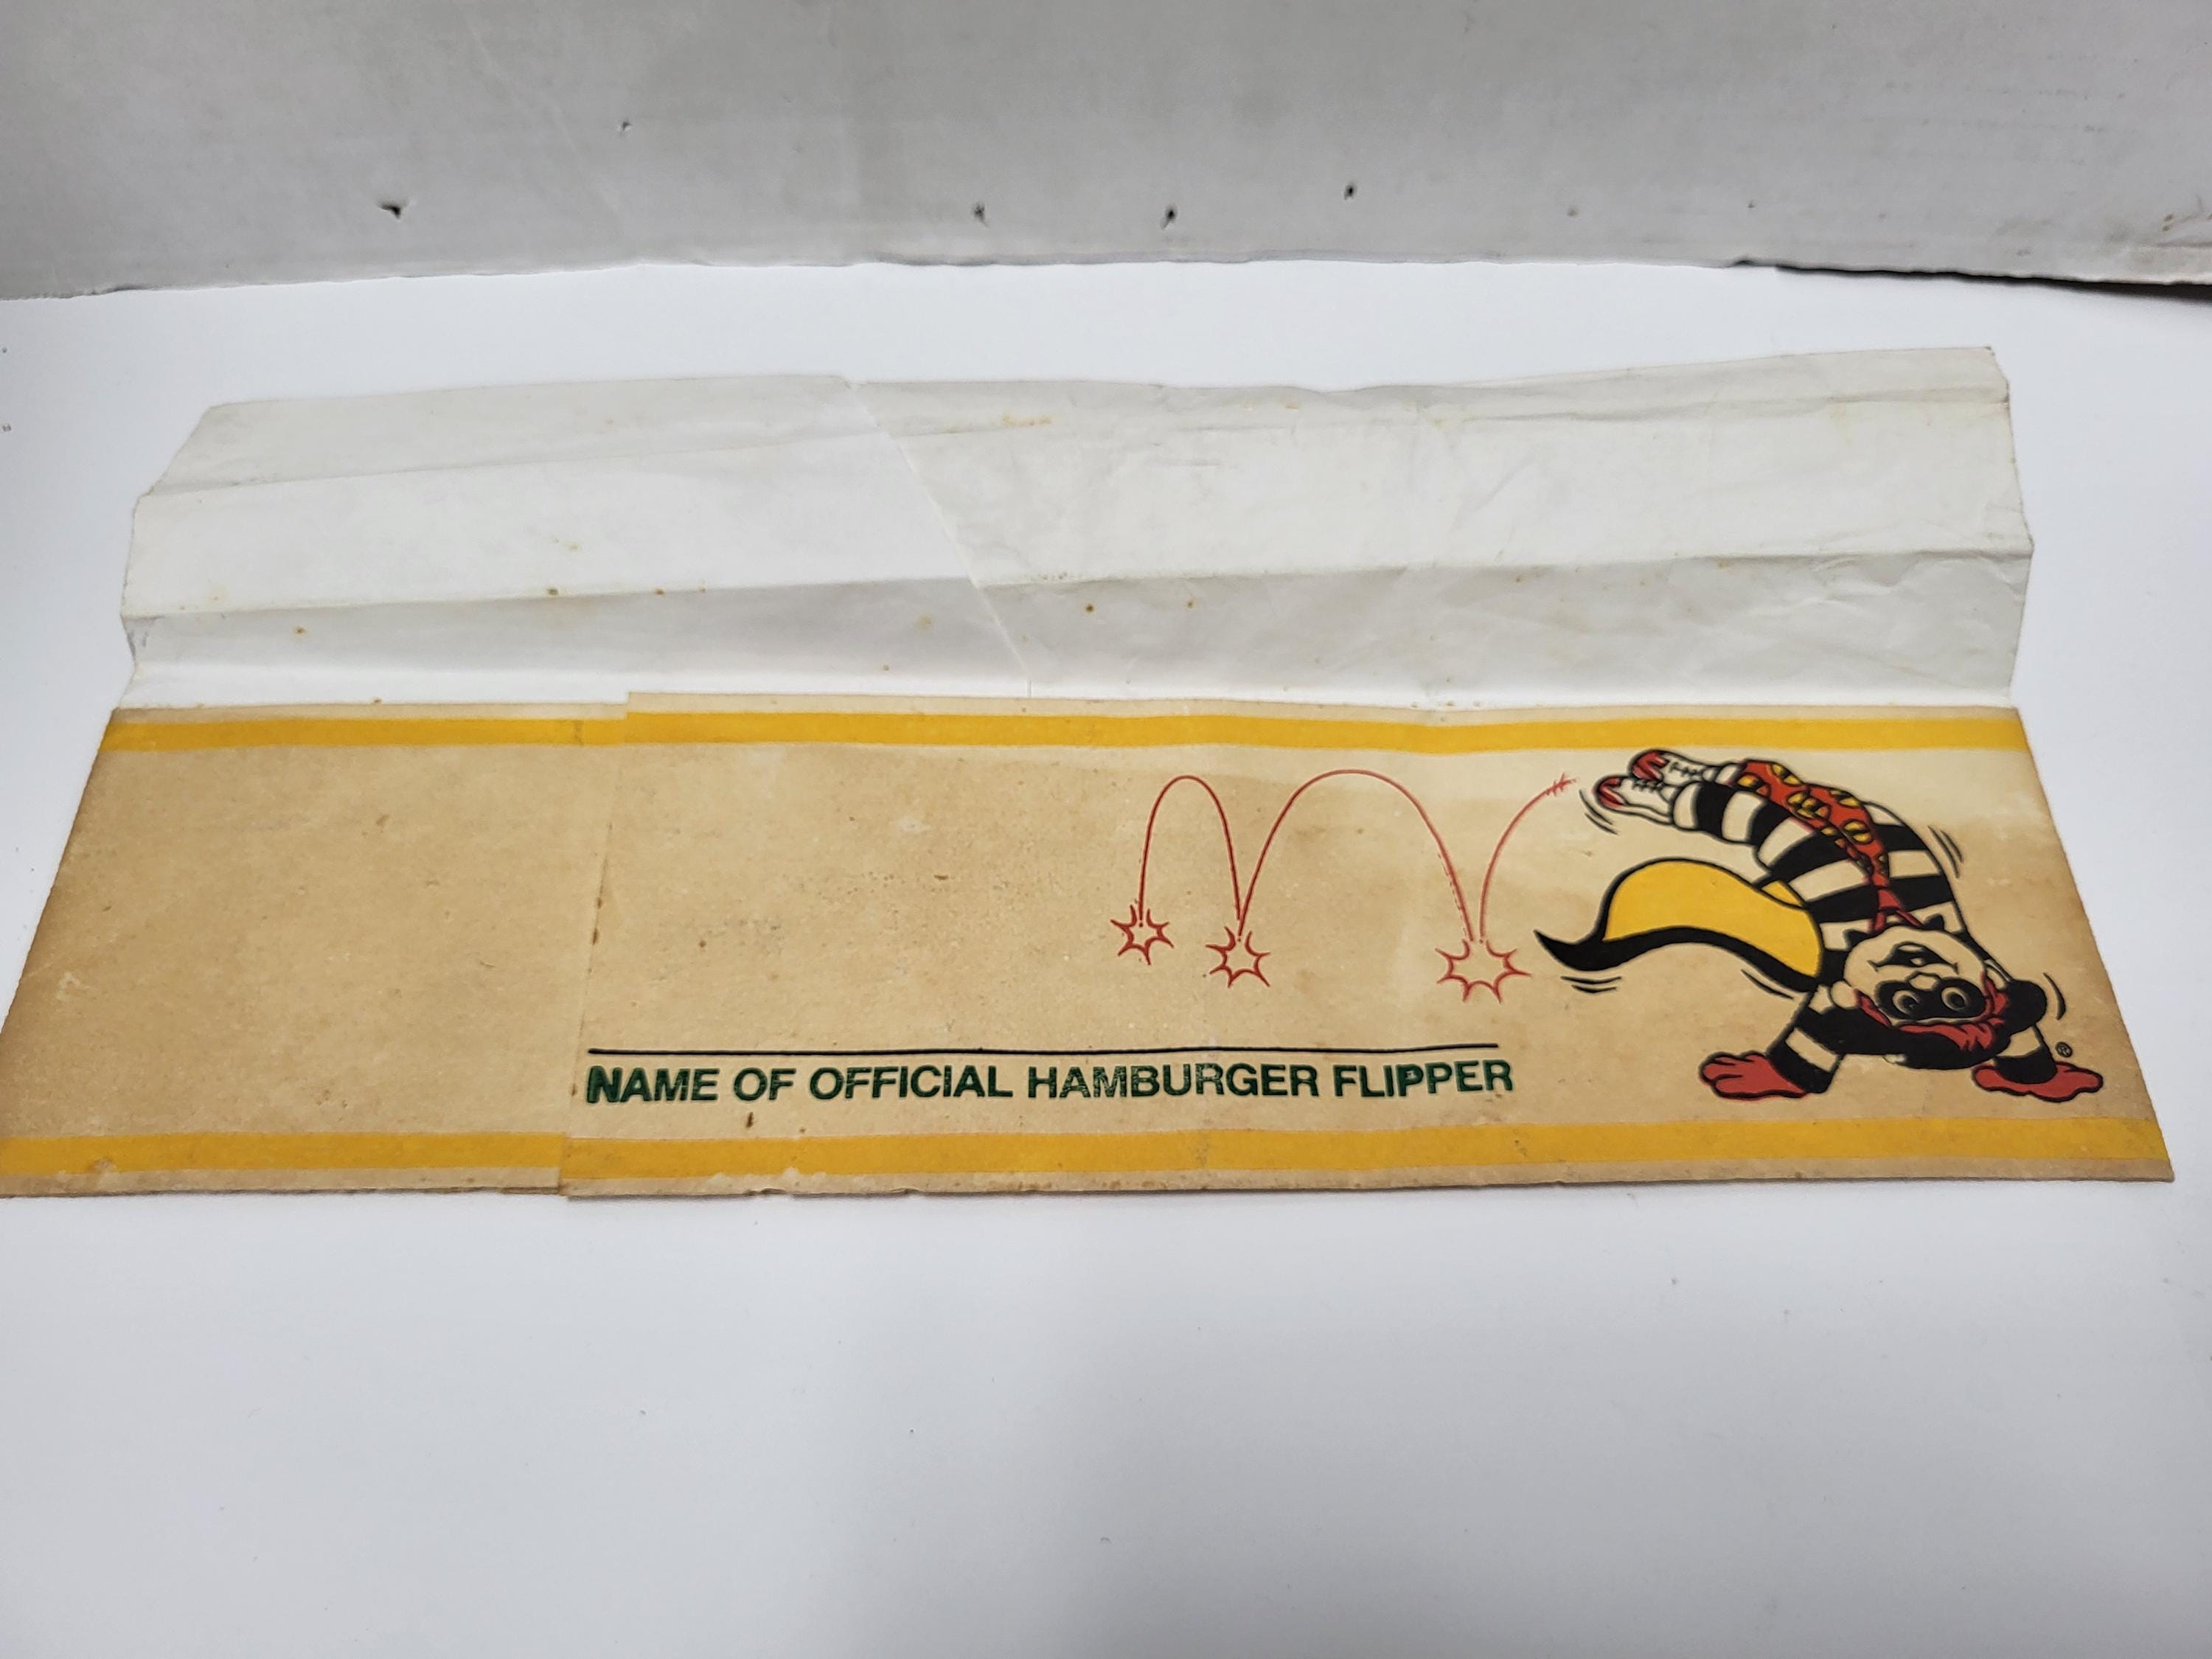 NAME OF OFFICIAL HAMBURGER FLIPPER
®